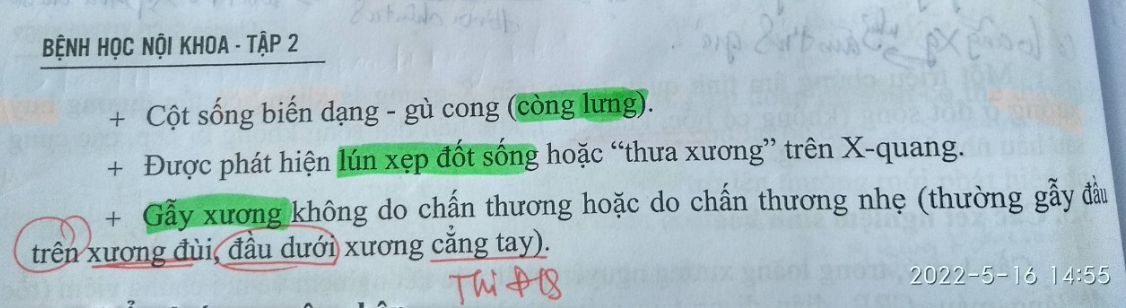 BỆNH HỌC NỘI KHOA - TẬP 2
+ Cột sống biến dạng - gù cong (còng lưng).
+ Được phát hiện lún xẹp đốt sống hoặc “thưa xương” trên X-quang.
+ Gẫy xương không do chấn thương hoặc do chấn thương nhẹ (thường gẫy đầu
trên xương đùi, đầu dưới xương cẳng tay).
2022-5-16 14:55